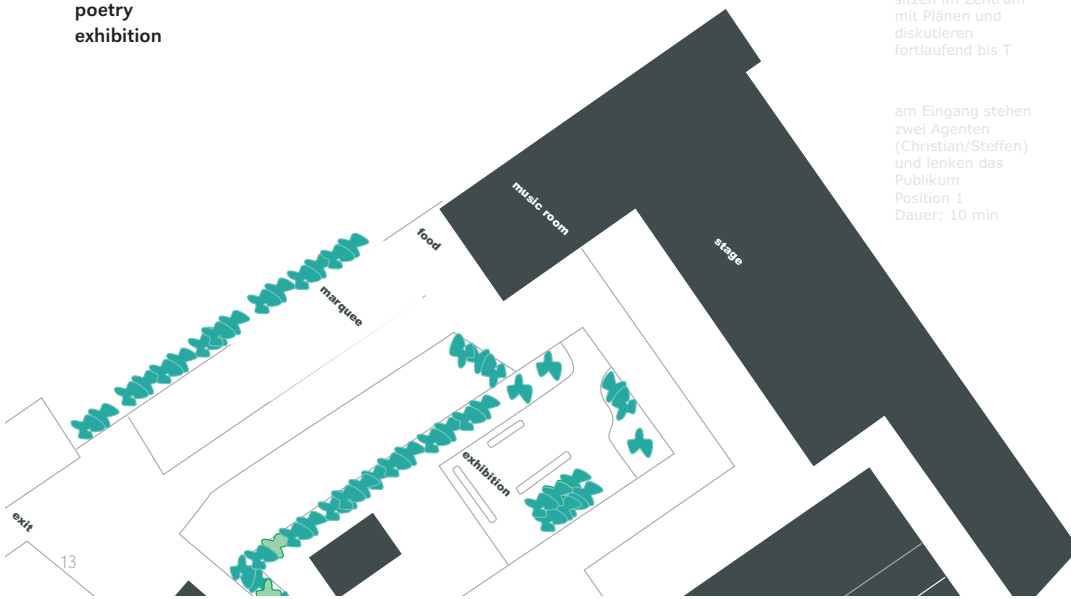 poetry
exhibition
sitzen im Zentrum
mit Plänen und
diskutieren
fortlaufend bis T
am Eingang stehen
zwei Agenten
(Christian/Steffen)
und lenken das
Publikum
Position 1
Dauer: 10 min
music room
food
stage
marquee
exhibition
exit
13